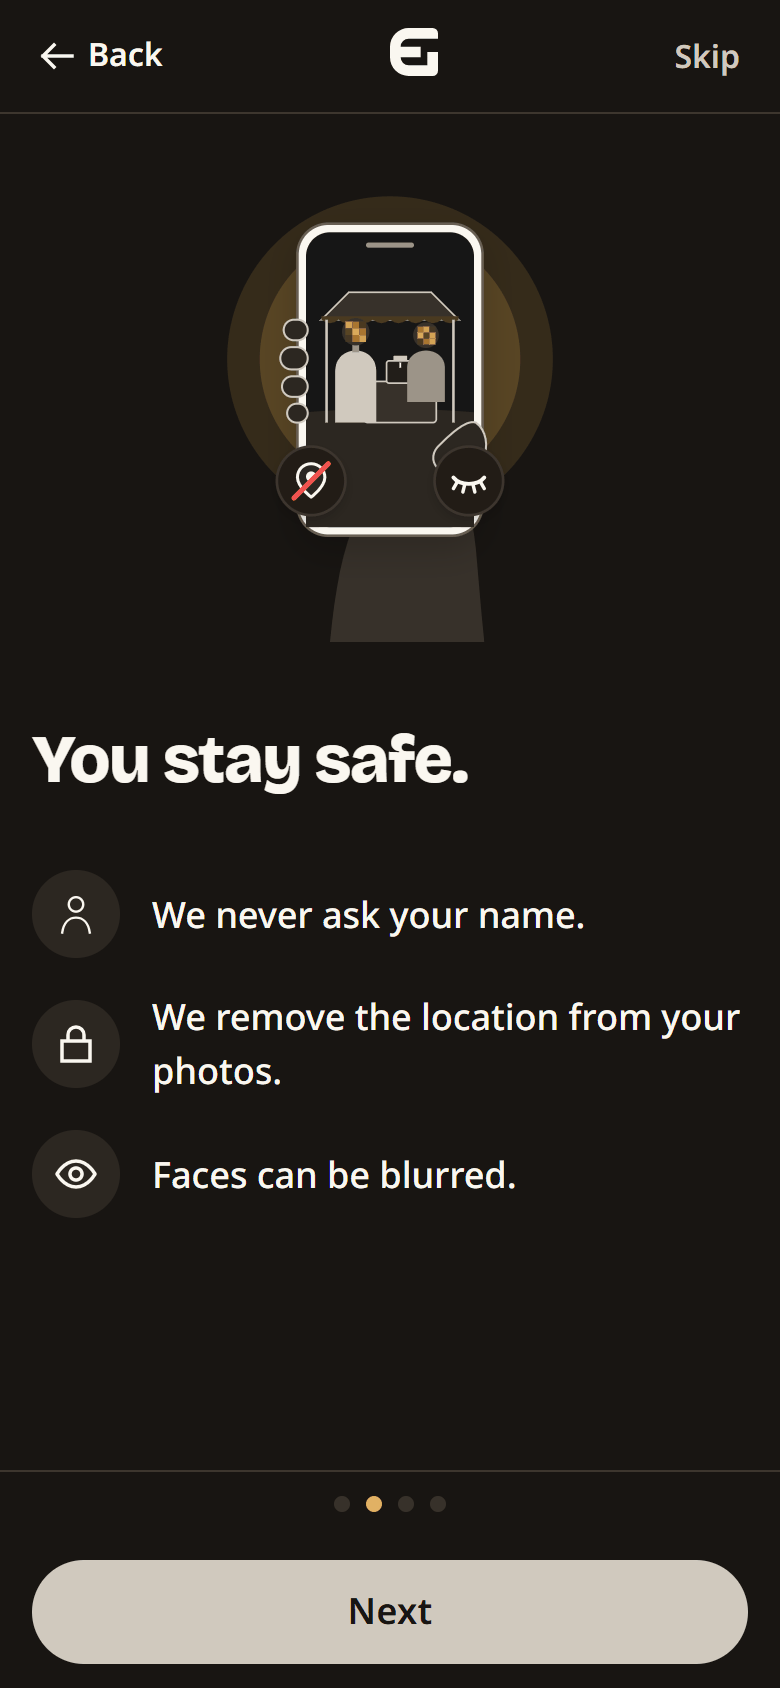 Back
Skip
You stay safe.
We never ask your name.
We remove the location from your
photos.
Faces can be blurred.
Next